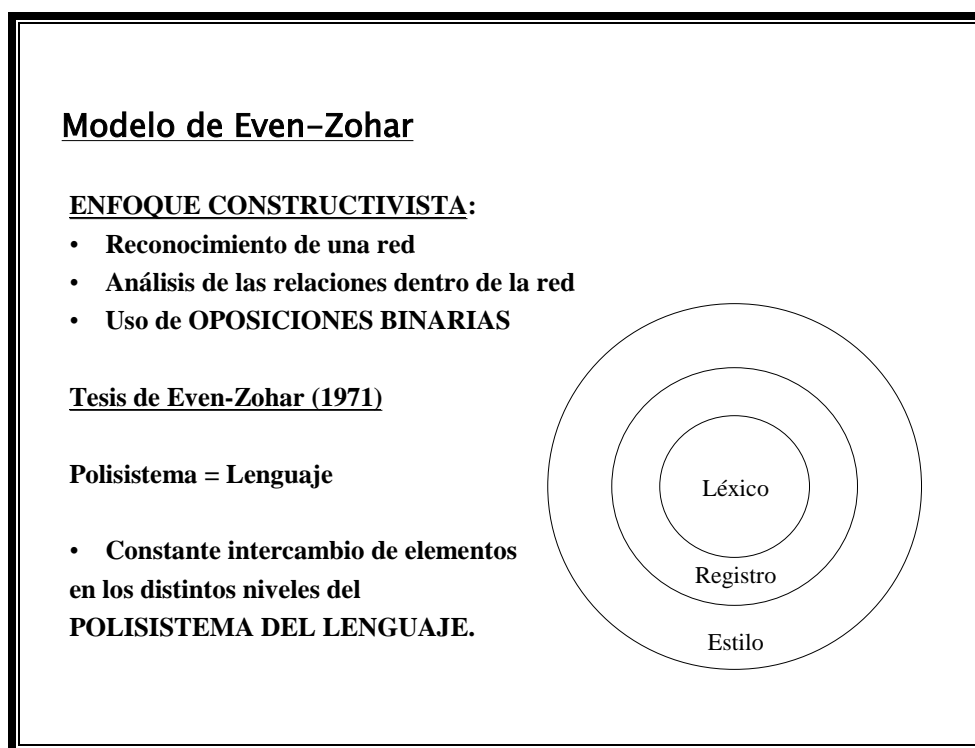 Modelo de Even-Zohar
ENFOQUE CONSTRUCTIVISTA:
• Reconocimiento de una red
• Análisis de las relaciones dentro de la red
• Uso de OPOSICIONES BINARIAS
Tesis de Even-Zohar (1971)
Polisistema = Lenguaje
• Constante intercambio de elementos
en los distintos niveles del
POLISISTEMA DEL LENGUAJE.
Léxico
Registro
Estilo